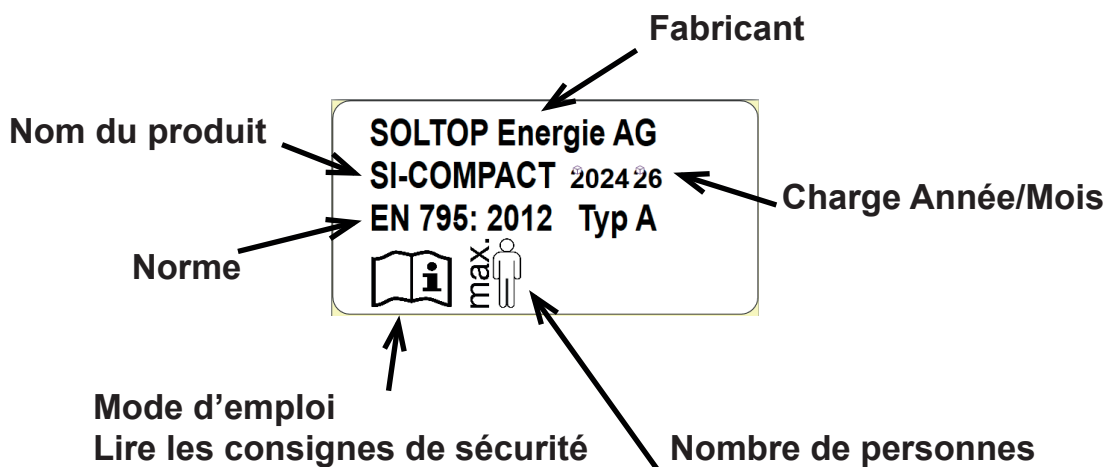 Fabricant
Nom du produit
SOLTOP Energie AG
SI-COMPACT 2024 26
Charge Année/Mois
EN 795: 2012 Typ A
Norme
max.
i
Mode d'emploi
Lire les consignes de sécurité
Nombre de personnes